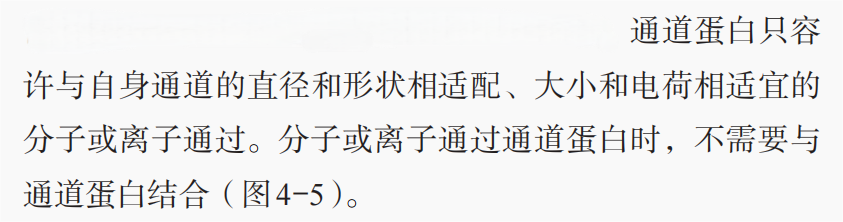 通道蛋白只容
许与自身通道的直径和形状相适配、大小和电荷相适宜的
分子或离子通过。分子或离子通过通道蛋白时，不需要与
通道蛋白结合（图4-5）。